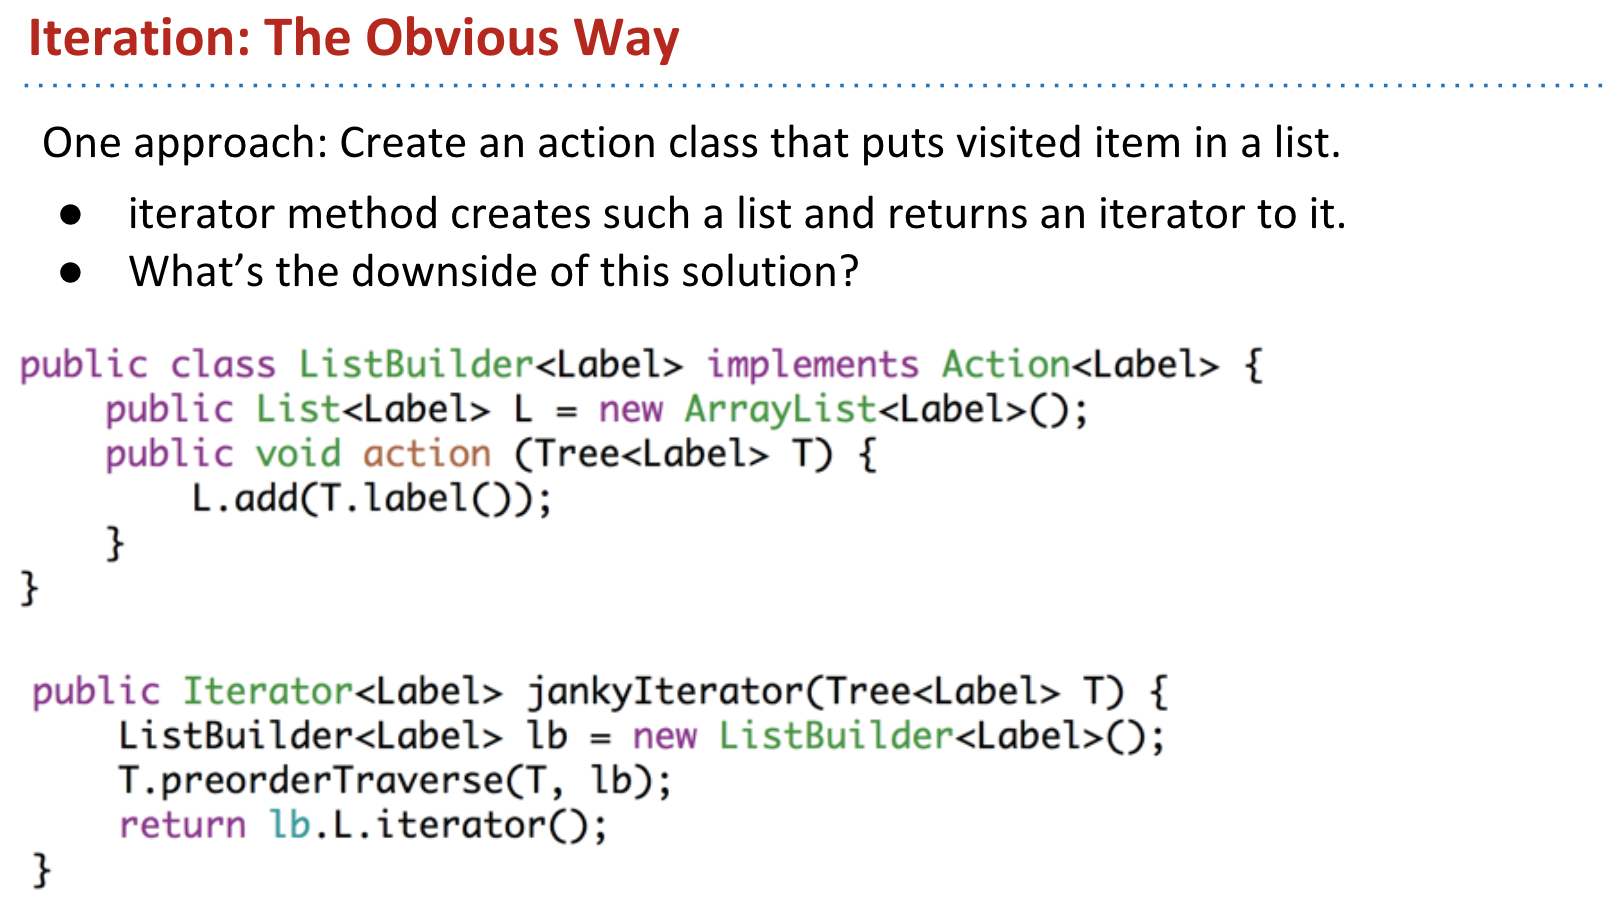 Iteration: The Obvious Way
One approach: Create an action class that puts visited item in a list.
● iterator method creates such a list and returns an iterator to it.
● What’s the downside of this solution?
public class ListBuilder<Label> implements Action<Label> {
    public List<Label> L = new ArrayList<Label>();
    public void action (Tree<Label> T) {
        L.add(T.label());
    }
}
public Iterator<Label> jankyIterator(Tree<Label> T) {
    ListBuilder<Label> lb = new ListBuilder<Label>();
    T.preorderTraverse(T, lb);
    return lb.L.iterator();
}